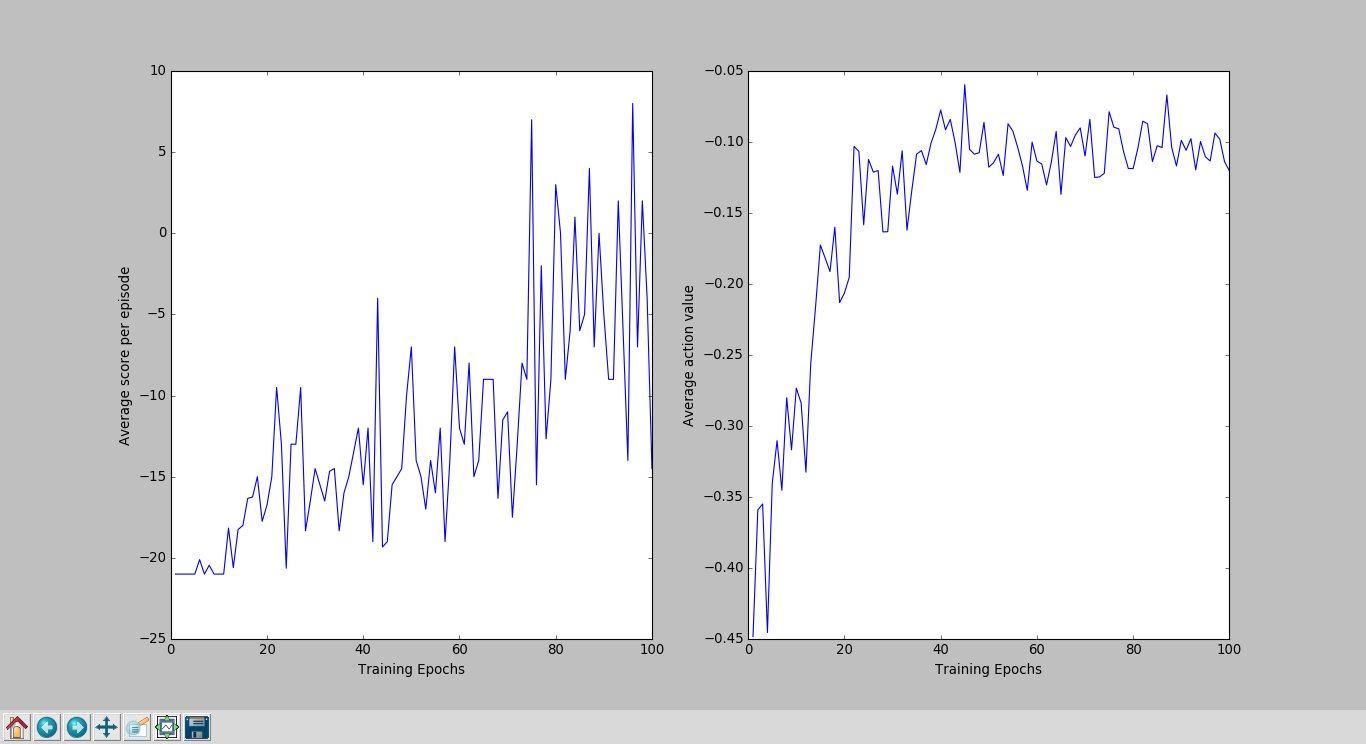 10
5
0
−5
−10
−15
−20
−25
Average score per episode
0 20 40 60 80 100
Training Epochs
−0.05
−0.10
−0.15
−0.20
−0.25
−0.30
−0.35
−0.40
−0.45
Average action value
0 20 40 60 80 100
Training Epochs